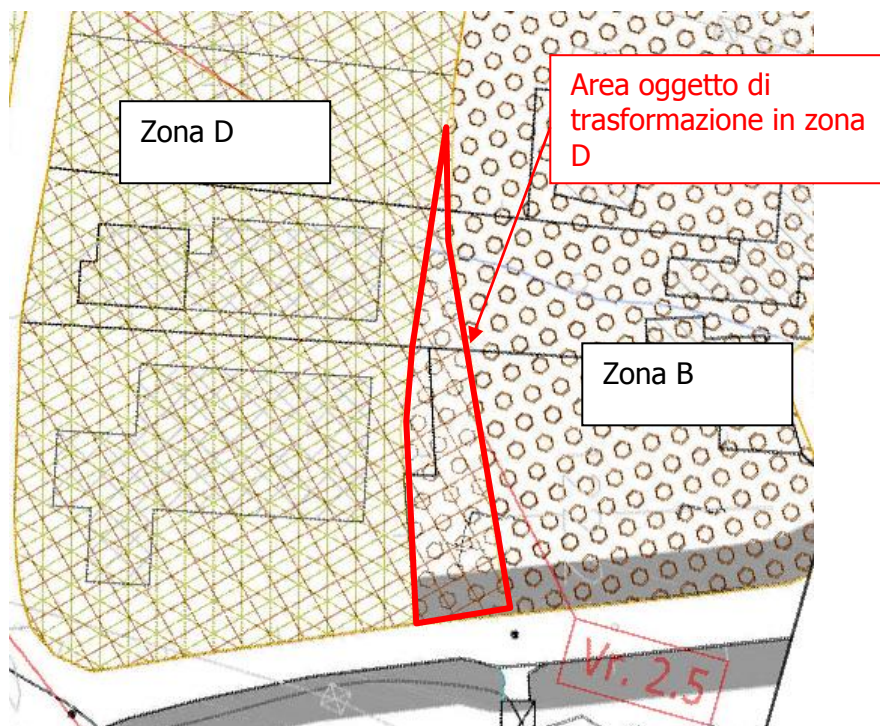 Zona D
Area oggetto di
trasformazione in zona
D
Zona B
Vr. 2.5